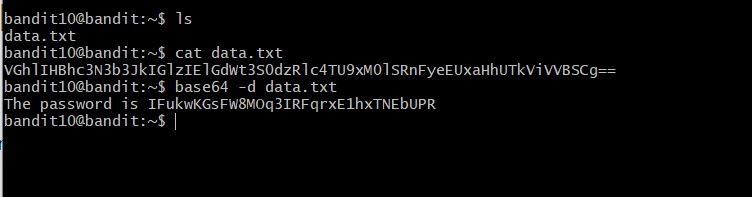 bandit10@bandit:~$ ls
data.txt
bandit10@bandit:~$ cat data.txt
VGhlIHBhc3N3b3JkIGlzIElGdWt3S0dzRlc4TU9xM0lSRnFyeEUxaHhUTkViVVBSCg==
bandit10@bandit:~$ base64 -d data.txt
The password is IFukwKGsFW8MOq3IRFqrxE1hxTNEbUPR
bandit10@bandit:~$